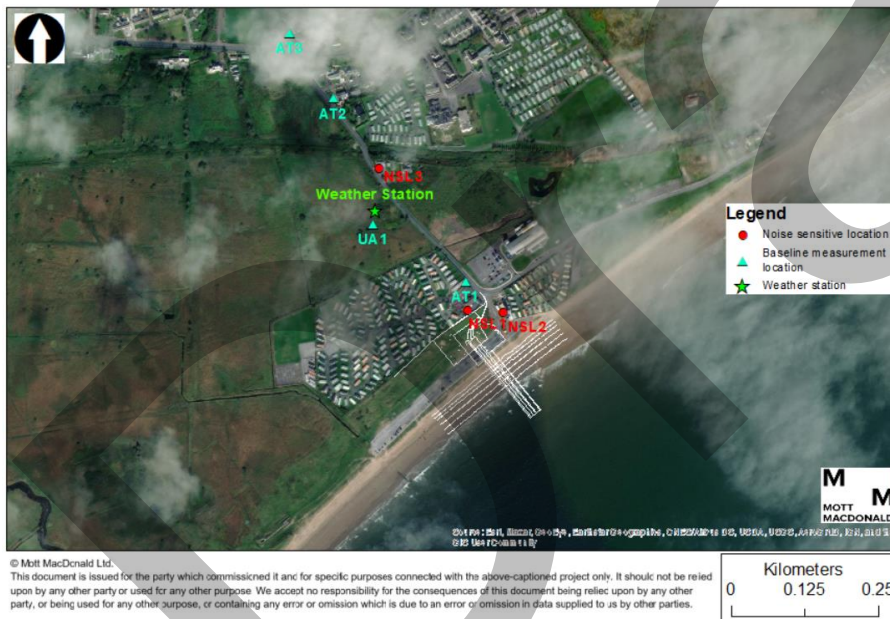 AT3
AT2
NSL3
Weather Station
UA1
AT1
NSL1
NSL2
Legend
Noise sensitive location
Baseline measurement
location
Weather station
M
M
MOTT
MACDONALD
GIS User Community
© Mott MacDonald Ltd.
This document is issued for the party which commissioned it and for specific purposes connected with the above-captioned project only. It should not be relied
upon by any other party or used for any other purpose. We accept no responsibility for the consequences of this document being relied upon by any other
party, or being used for any other purpose, or containing any error or omission which is due to an error or omission in data supplied to us by other parties.
Kilometers
0 0.125 0.25